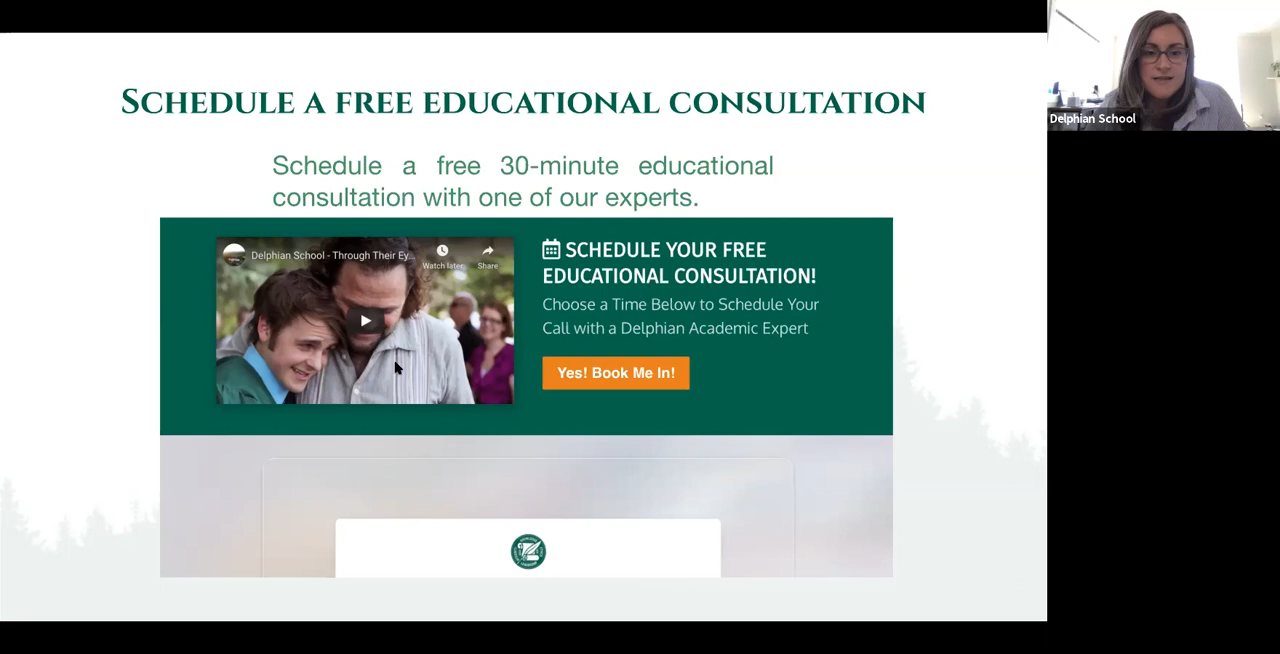 SCHEDULE A FREE EDUCATIONAL CONSULTATION
Schedule a free 30-minute educational
consultation with one of our experts.
Delphian School - Through Their Ey...
Watch later
Share
SCHEDULE YOUR FREE
EDUCATIONAL CONSULTATION!
Choose a Time Below to Schedule Your
Call with a Delphian Academic Expert
Yes! Book Me In!
Delphian School